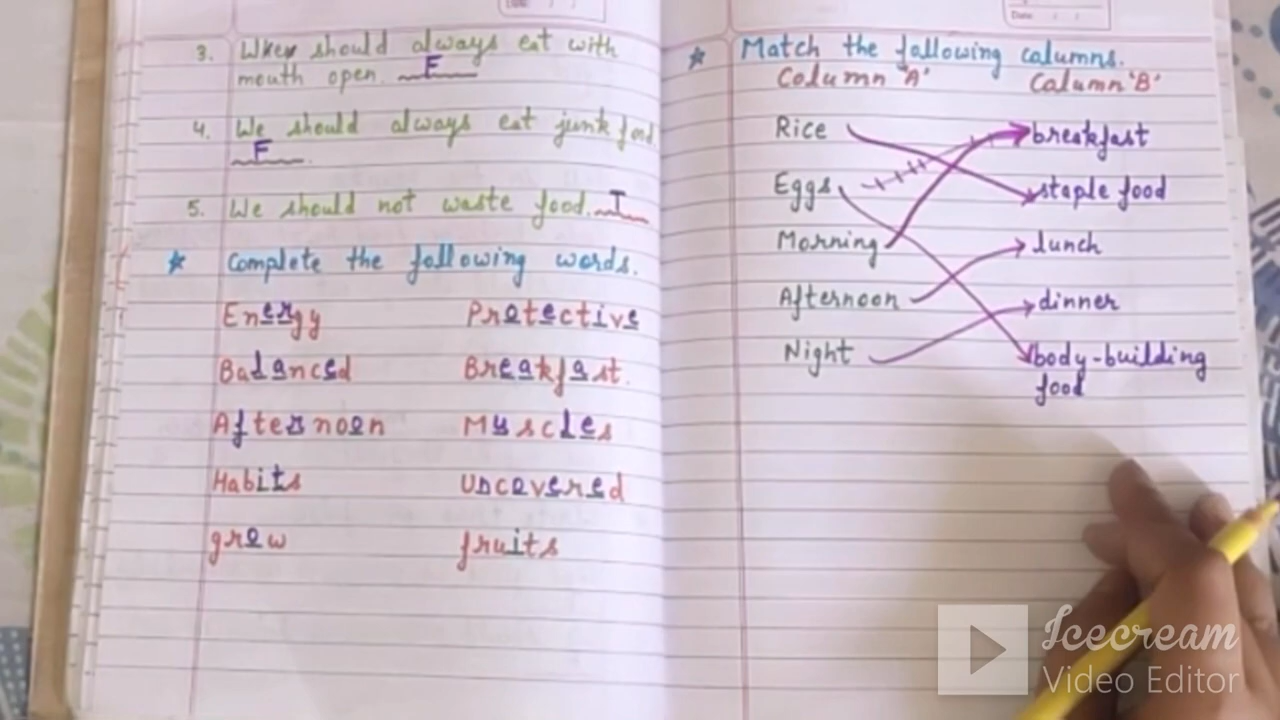 3. When should always eat with
mouth open. F
4. We should always eat junk food.
F.
5. We should not waste food. T
★ Complete the following words.
Energy Protective
Balanced Breakfast.
Afternoon Muscles
Habits Uncovered
grow fruits
Date: / /
★ Match the following columns.
Column 'A' Column 'B'
Rice breakfast
Eggs staple food
Morning lunch
Afternoon dinner
Night body-building
food
Icecream
Video Editor